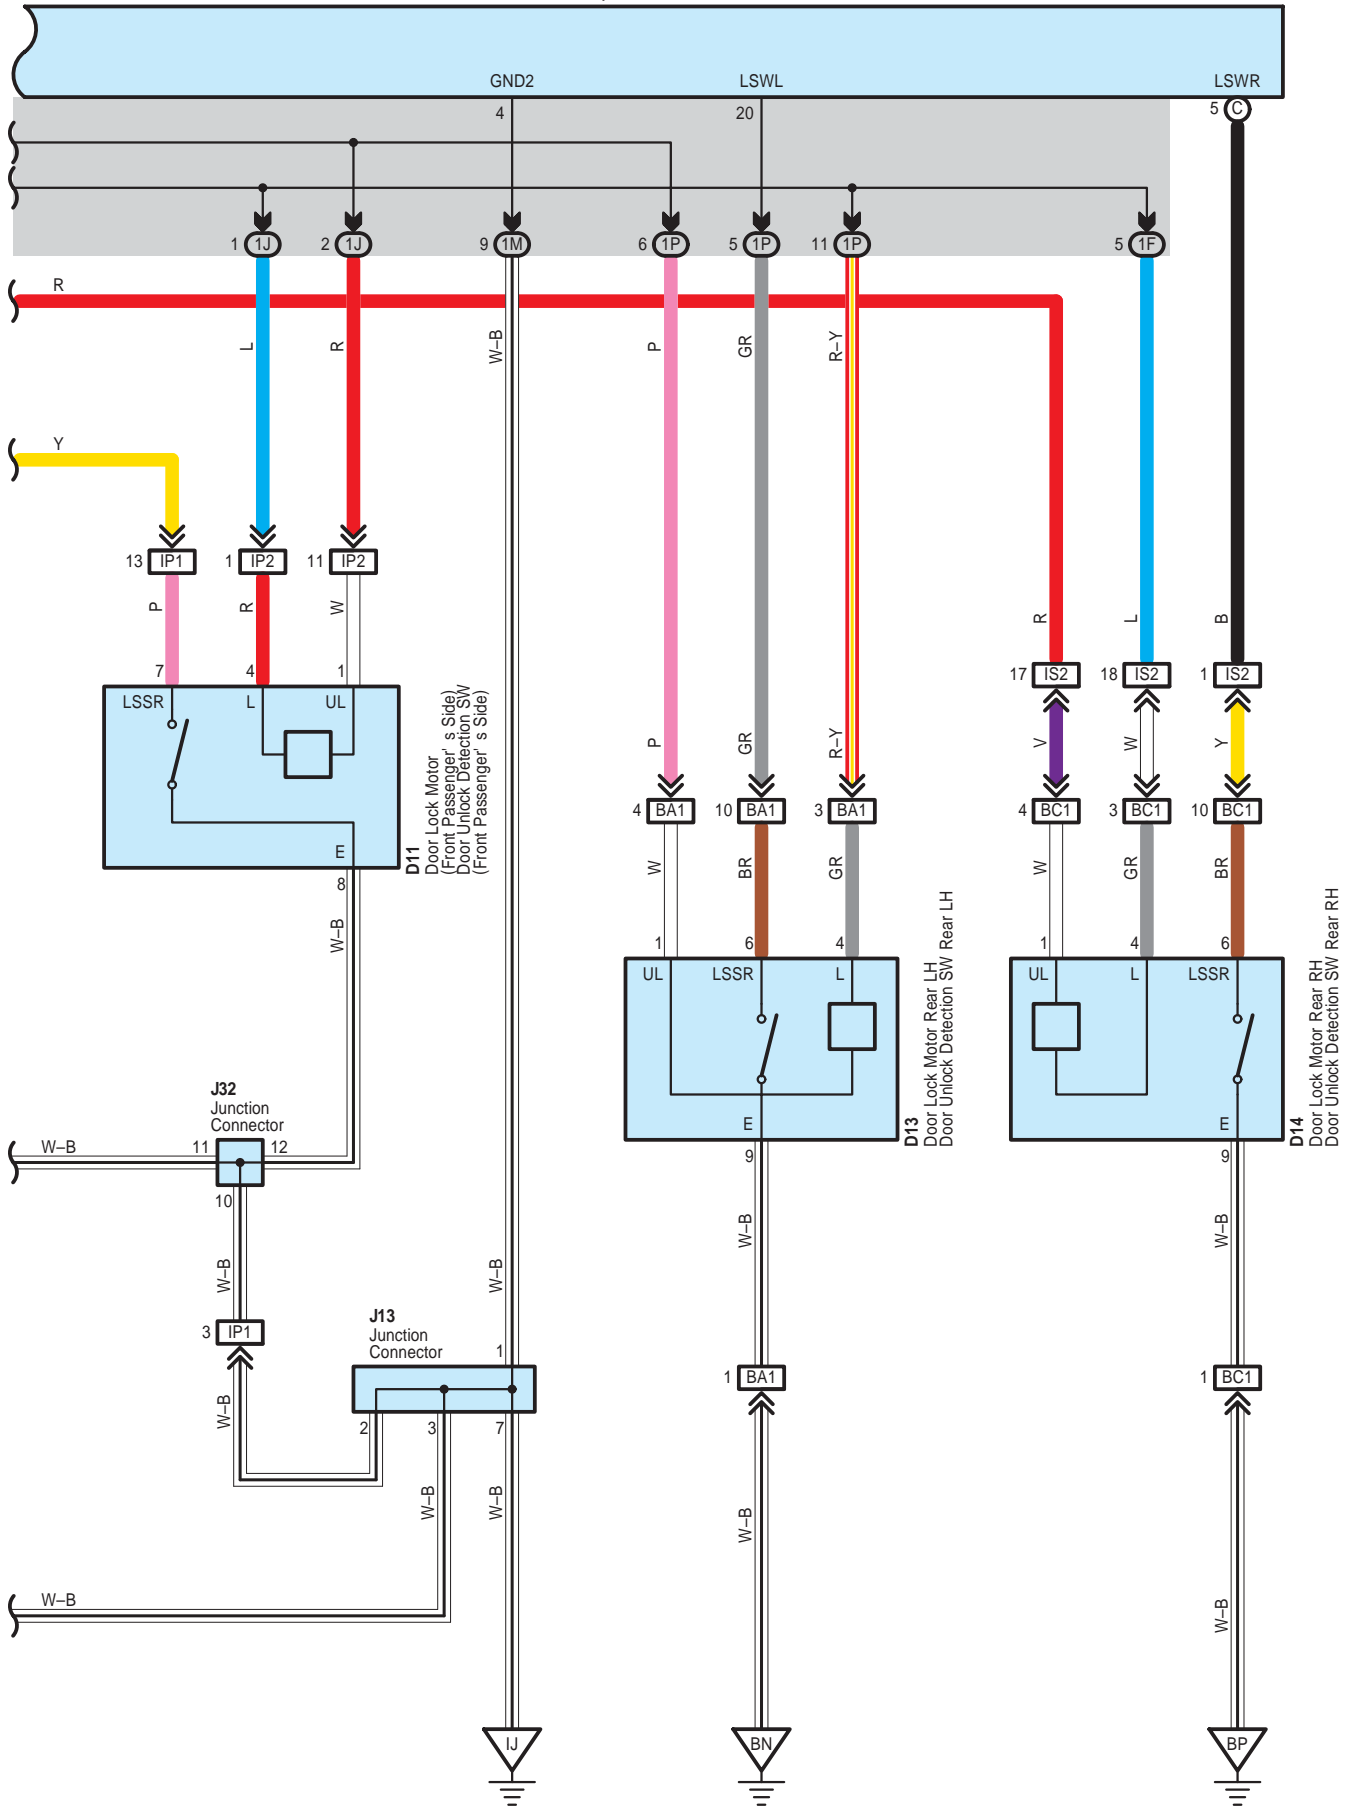 GND2
LSWL
LSWR
4
20
5 C
1 1J
2 1J
9 1M
6 1P
5 1P
11 1P
5 1F
R
L
R
W–B
P
GR
R–Y
Y
13 IP1
1 IP2
11 IP2
P
R
W
R
L
B
17 IS2
18 IS2
1 IS2
7
4
1
LSSR
L
UL
E
8
D11
Door Lock Motor
(Front Passenger' s Side)
Door Unlock Detection SW
(Front Passenger' s Side)
P
GR
R–Y
V
W
Y
4 BA1
10 BA1
3 BA1
4 BC1
3 BC1
10 BC1
W–B
W
BR
GR
W
GR
BR
1
6
4
1
4
6
UL
LSSR
L
E
9
D13
Door Lock Motor Rear LH
Door Unlock Detection SW Rear LH
UL
L
LSSR
E
9
D14
Door Lock Motor Rear RH
Door Unlock Detection SW Rear RH
J32
Junction
Connector
W–B
11
12
10
W–B
W–B
W–B
W–B
3 IP1
J13
Junction
Connector
1
1 BA1
1 BC1
W–B
2
3
7
W–B
W–B
W–B
W–B
W–B
IJ
BN
BP